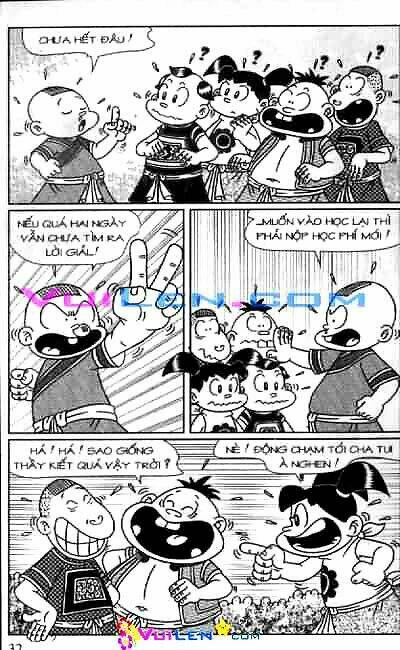 CHƯA HẾT ĐÂU!
?
?
?
?
NẾU QUÁ HAI NGÀY
VẪN CHƯA TÌM RA
LỜI GIẢI...!
...MUỐN VÀO HỌC LẠI THÌ
PHẢI NỘP HỌC PHÍ MỚI!
VUILEN.COM
HÁ! HÁ! SAO GIỐNG
THẦY KẾT QUÁ VẬY TRỜI?
NÈ! ĐỘNG CHẠM TỚI CHA TUI
À NGHEN!
32
VUILEN.COM